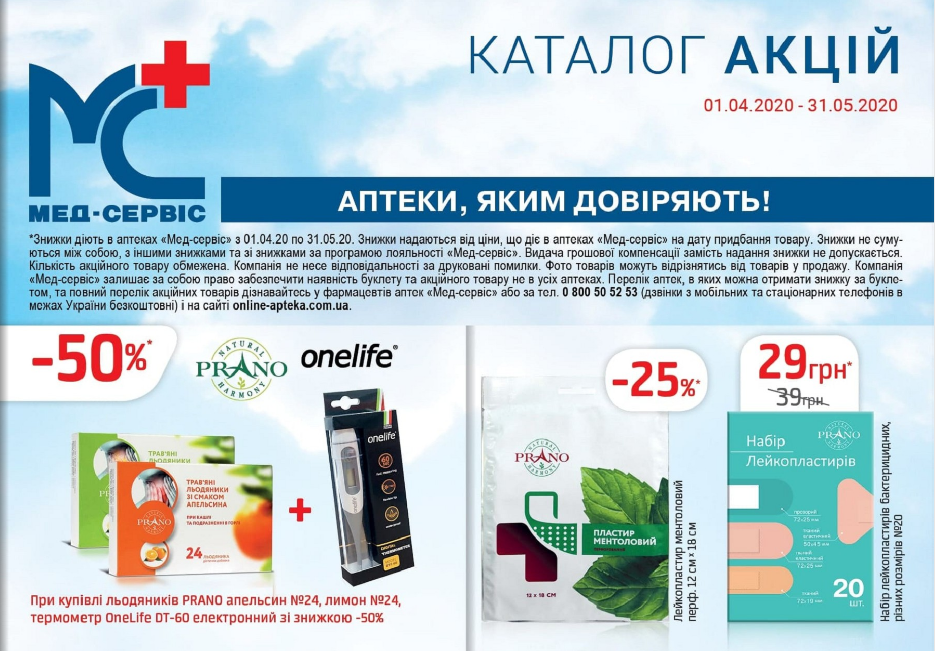 КАТАЛОГ АКЦІЙ
01.04.2020 - 31.05.2020
МЕД-СЕРВІС
АПТЕКИ, ЯКИМ ДОВІРЯЮТЬ!
*Знижки діють в аптеках «Мед-сервіс» з 01.04.20 по 31.05.20. Знижки надаються від ціни, що діє в аптеках «Мед-сервіс» на дату придбання товару. Знижки не суму-
ються між собою, з іншими знижками та зі знижками за програмою лояльності «Мед-сервіс». Видача грошової компенсації замість надання знижки не допускається.
Кількість акційного товару обмежена. Компанія не несе відповідальності за друковані помилки. Фото товарів можуть відрізнятись від товарів у продажу. Компанія
«Мед-сервіс» залишає за собою право забезпечити наявність буклету та акційного товару не в усіх аптеках. Перелік аптек, в яких можна отримати знижку за букле-
том, та повний перелік акційних товарів дізнавайтесь у фармацевтів аптек «Мед-сервіс» або за тел. 0 800 50 52 53 (дзвінки з мобільних та стаціонарних телефонів в
межах України безкоштовні) і на сайті online-apteka.com.ua.
-50%*
NATURAL
PRANO
HARMONY
onelife®
ТРАВ'ЯНІ
ЛЬОДЯНИКИ
ТРАВ'ЯНІ
ЛЬОДЯНИКИ
ЗІ СМАКОМ
АПЕЛЬСИНА
PRANO
24 ЛЬОДЯНИКА
+
onelife
При купівлі льодяників PRANO апельсин №24, лимон №24,
термометр OneLife DT-60 електронний зі знижкою -50%
-25%*
NATURAL
PRANO
HARMONY
ПЛАСТИР
МЕНТОЛОВИЙ
12 х 18 СМ
Лейкопластир ментоловий
перф. 12 см х 18 см
29грн*
39грн
Набір
Лейкопластирів
PRANO
20
шт.
Набір лейкопластирів бактерицидних,
різних розмірів №20